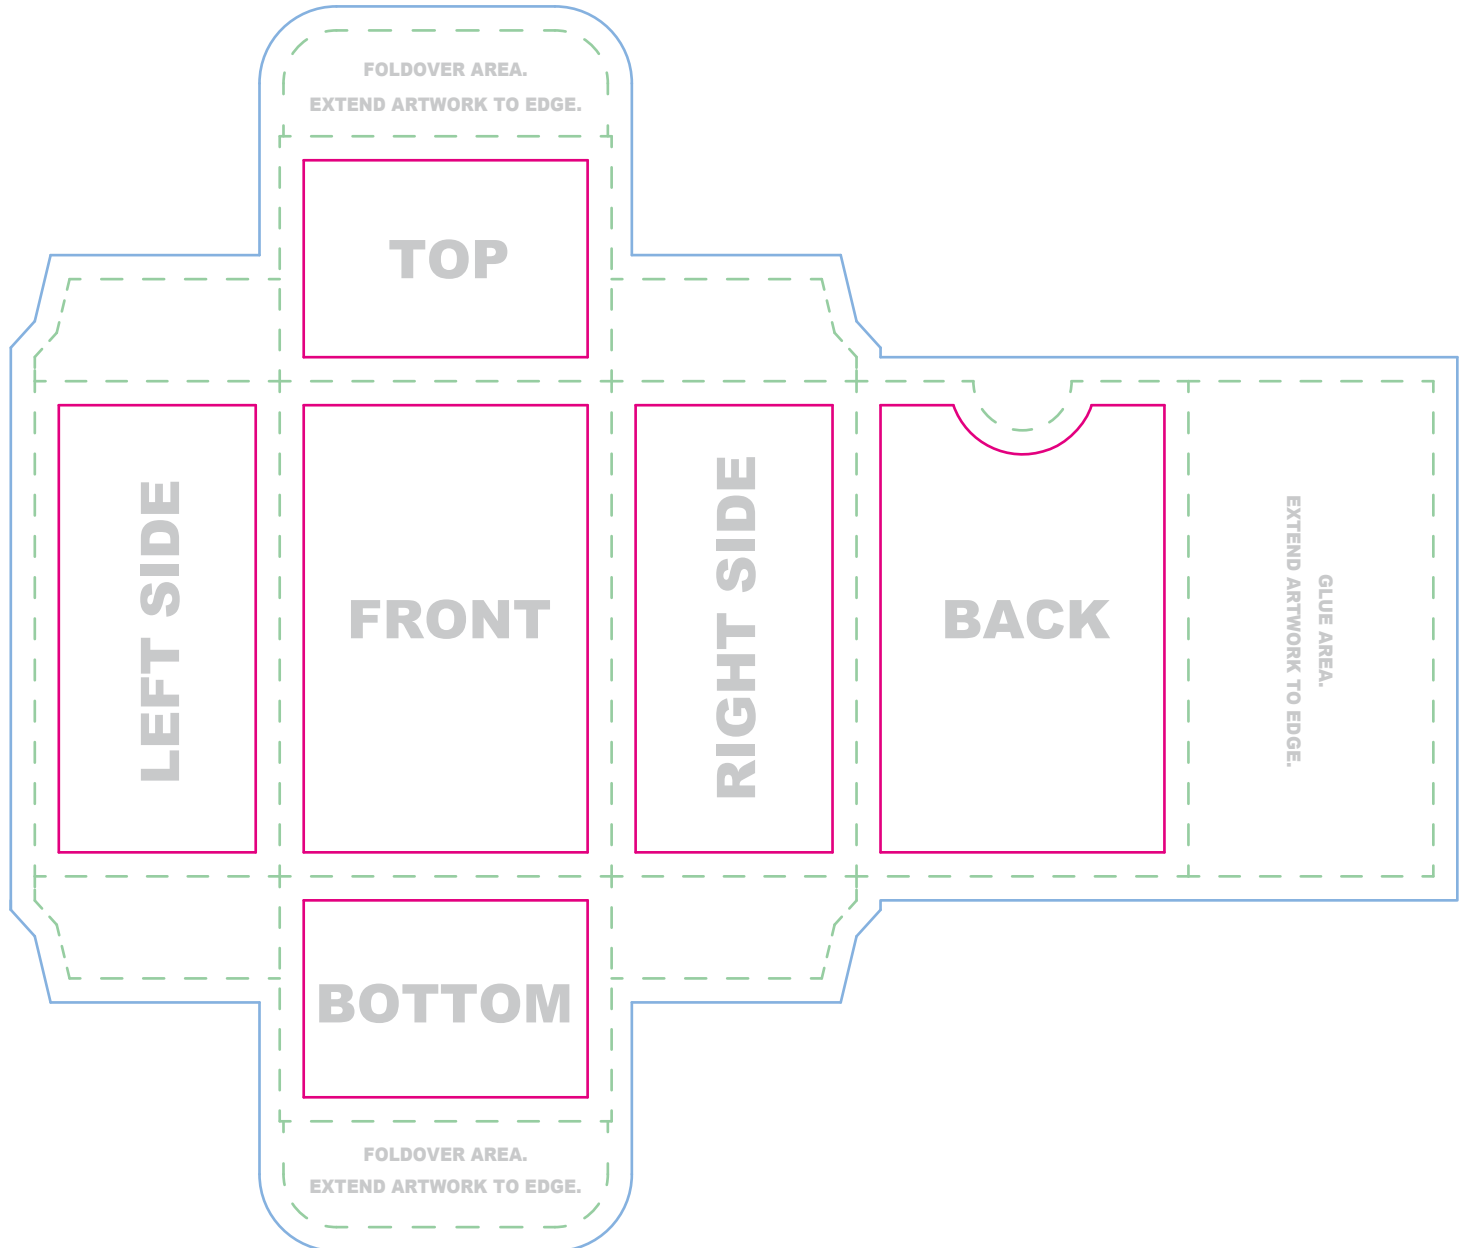 FOLDOVER AREA.
EXTEND ARTWORK TO EDGE.
TOP
LEFT SIDE
FRONT
RIGHT SIDE
BACK
GLUE AREA.
EXTEND ARTWORK TO EDGE.
BOTTOM
FOLDOVER AREA.
EXTEND ARTWORK TO EDGE.